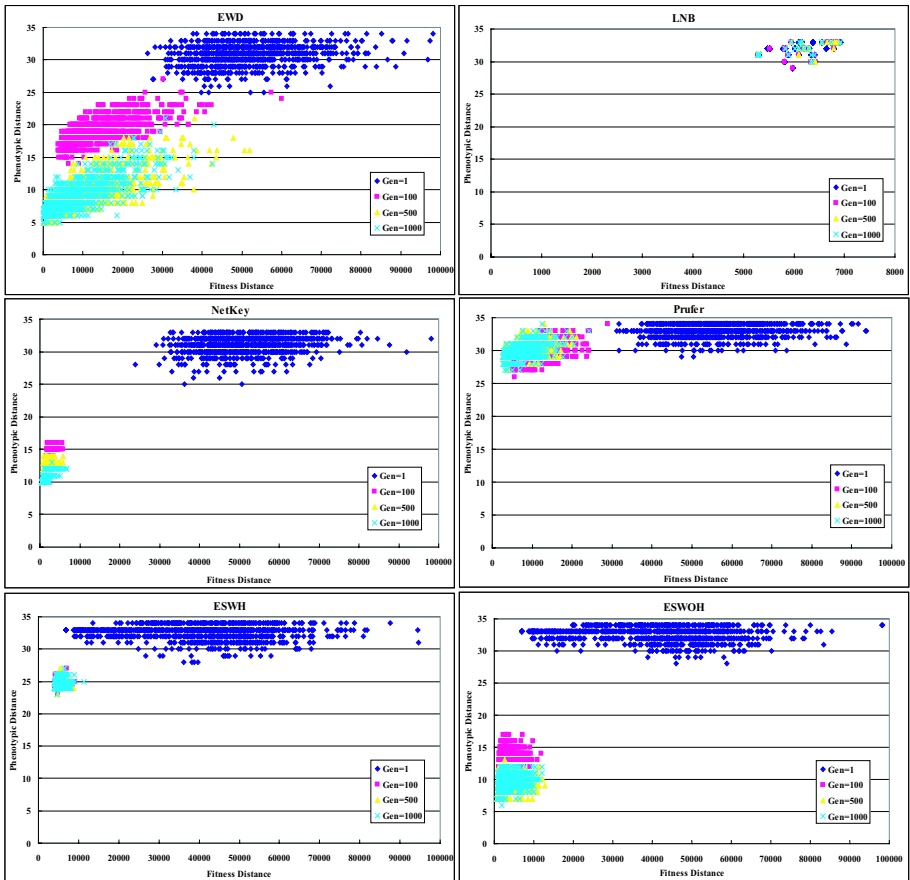 EWD
Phenotypic Distance
35
30
25
20
15
10
5
0
0 10000 20000 30000 40000 50000 60000 70000 80000 90000 100000
Fitness Distance
Gen=1
Gen=100
Gen=500
Gen=1000
LNB
Phenotypic Distance
35
30
25
20
15
10
5
0
0 1000 2000 3000 4000 5000 6000 7000 8000
Fitness Distance
Gen=1
Gen=100
Gen=500
Gen=1000
NetKey
Phenotypic Distance
35
30
25
20
15
10
5
0
0 10000 20000 30000 40000 50000 60000 70000 80000 90000 100000
Fitness Distance
Gen=1
Gen=100
Gen=500
Gen=1000
Prufer
Phenotypic Distance
35
30
25
20
15
10
5
0
0 10000 20000 30000 40000 50000 60000 70000 80000 90000 100000
Fitness Distance
Gen=1
Gen=100
Gen=500
Gen=1000
ESWH
Phenotypic Distance
35
30
25
20
15
10
5
0
0 10000 20000 30000 40000 50000 60000 70000 80000 90000 100000
Fitness Distance
Gen=1
Gen=100
Gen=500
Gen=1000
ESWOH
Phenotypic Distance
35
30
25
20
15
10
5
0
0 10000 20000 30000 40000 50000 60000 70000 80000 90000 100000
Fitness Distance
Gen=1
Gen=100
Gen=500
Gen=1000